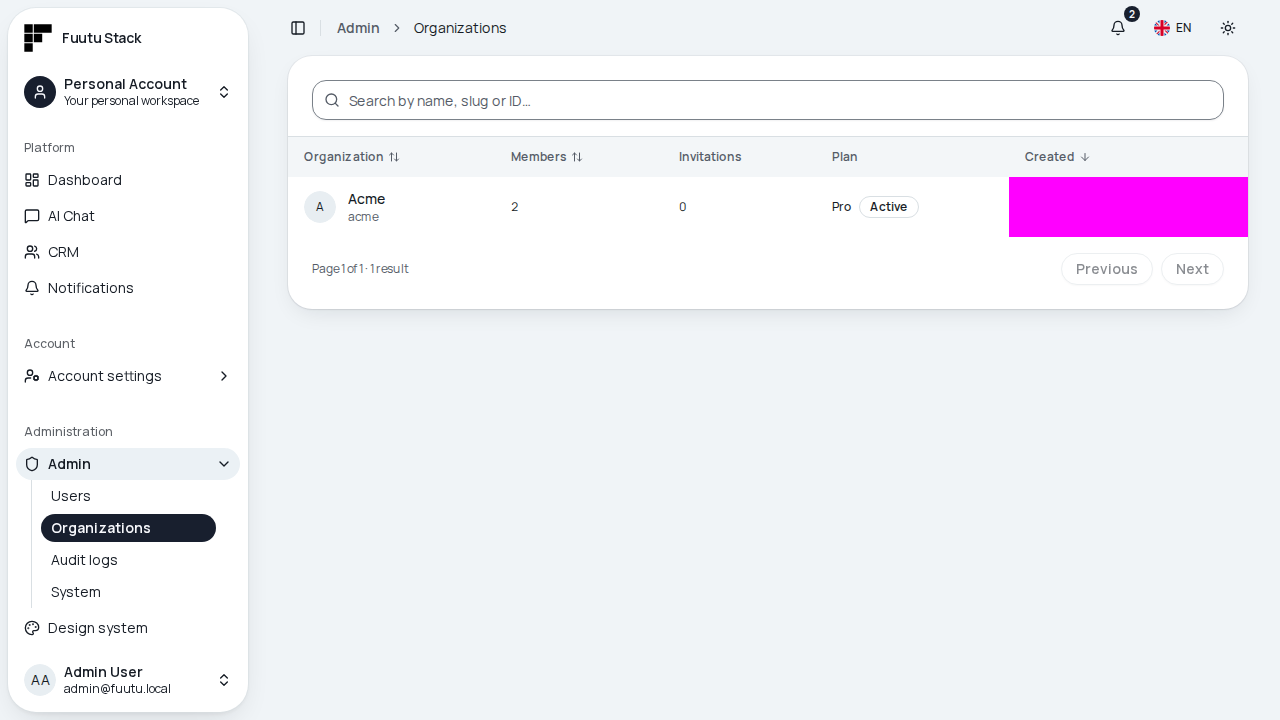 Fuutu Stack
Personal Account
Your personal workspace
Platform
Dashboard
AI Chat
CRM
Notifications
Account
Account settings
Administration
Admin
Users
Organizations
Audit logs
System
Design system
AA
Admin User
admin@fuutu.local
Admin
Organizations
2
EN
Search by name, slug or ID...
Organization Members Invitations Plan Created
A
Acme
acme
2
0
Pro Active
Page 1 of 1 · 1 result
Previous Next